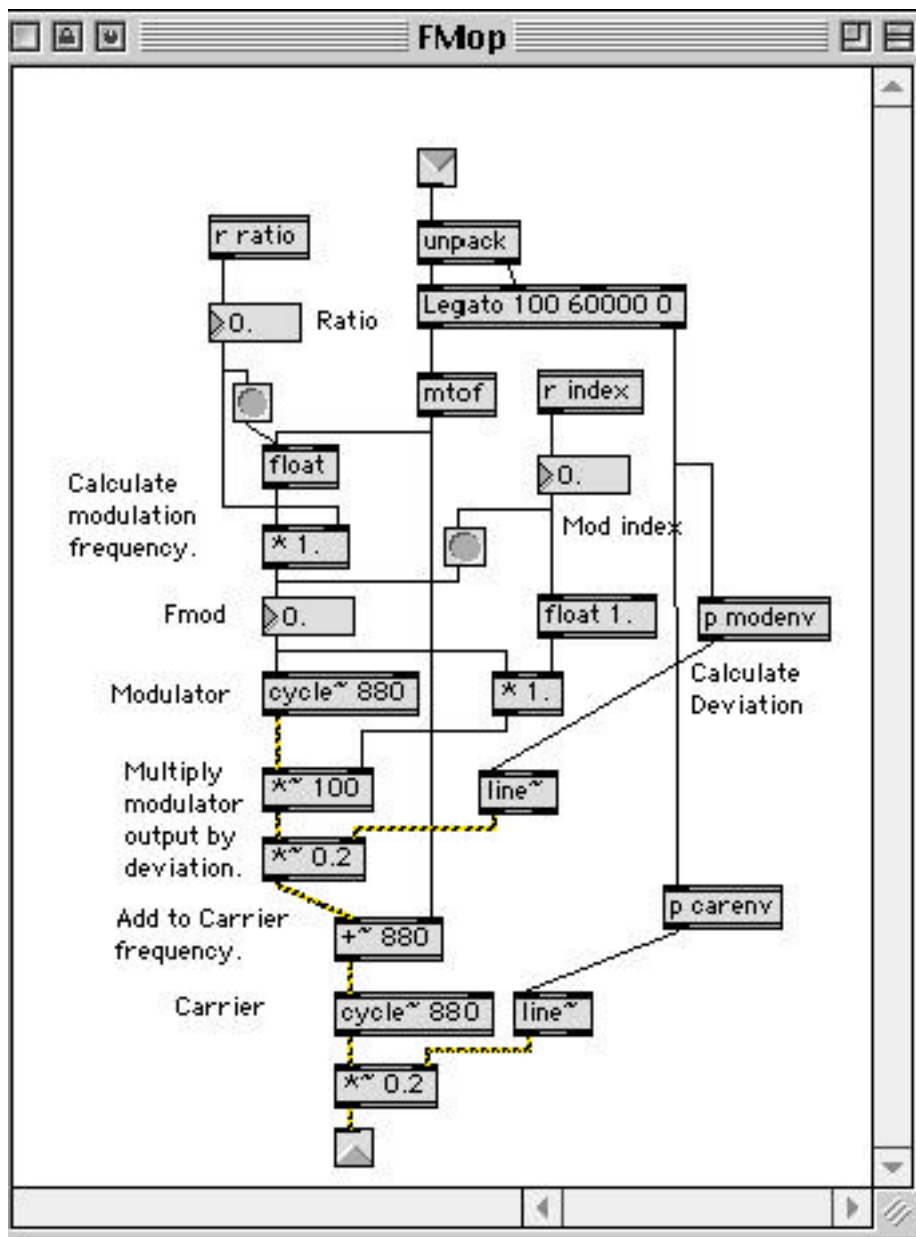 FMop
r ratio
unpack
Legato 100 60000 0
0.
Ratio
mtof
r index
float
0.
Calculate
modulation
frequency.
* 1.
Mod index
Fmod
0.
float 1.
p modenv
Modulator
cycle~ 880
* 1.
Calculate
Deviation
Multiply
modulator
output by
deviation.
*~ 100
line~
*~ 0.2
Add to Carrier
frequency.
+~ 880
p carenv
Carrier
cycle~ 880
line~
*~ 0.2